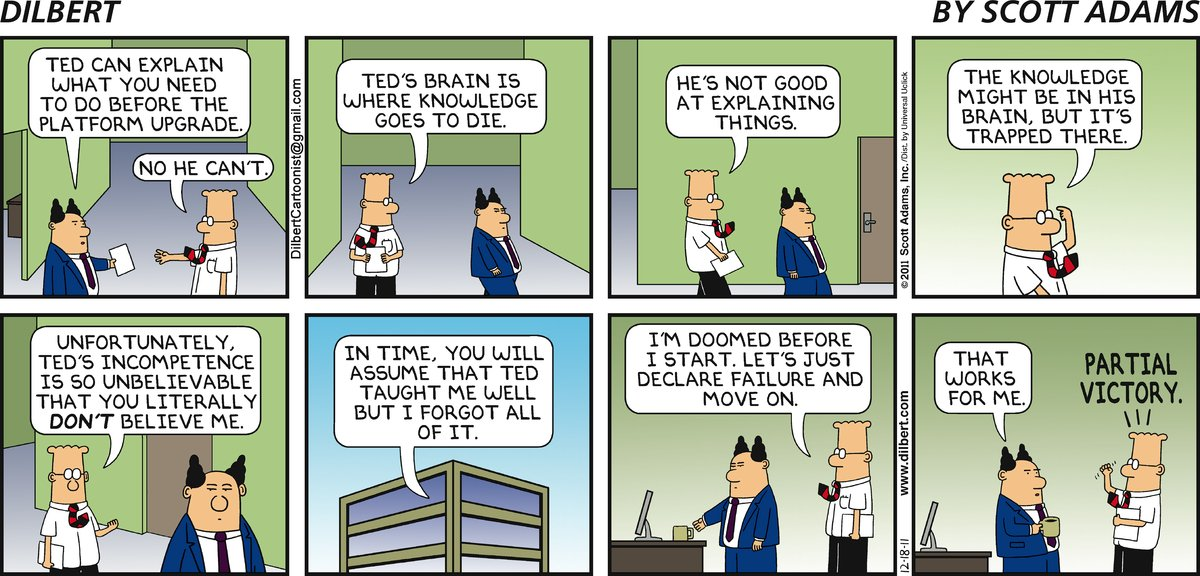 DILBERT
BY SCOTT ADAMS
TED CAN EXPLAIN
WHAT YOU NEED
TO DO BEFORE THE
PLATFORM UPGRADE.
NO HE CAN'T.
DilbertCartoonist@gmail.com
TED'S BRAIN IS
WHERE KNOWLEDGE
GOES TO DIE.
HE'S NOT GOOD
AT EXPLAINING
THINGS.
©2011 Scott Adams, Inc. /Dist. by Universal Uclick
THE KNOWLEDGE
MIGHT BE IN HIS
BRAIN, BUT IT'S
TRAPPED THERE.
UNFORTUNATELY,
TED'S INCOMPETENCE
IS SO UNBELIEVABLE
THAT YOU LITERALLY
DON'T BELIEVE ME.
IN TIME, YOU WILL
ASSUME THAT TED
TAUGHT ME WELL
BUT I FORGOT ALL
OF IT.
I'M DOOMED BEFORE
I START. LET'S JUST
DECLARE FAILURE AND
MOVE ON.
12-18-11 www.dilbert.com
THAT
WORKS
FOR ME.
PARTIAL
VICTORY.